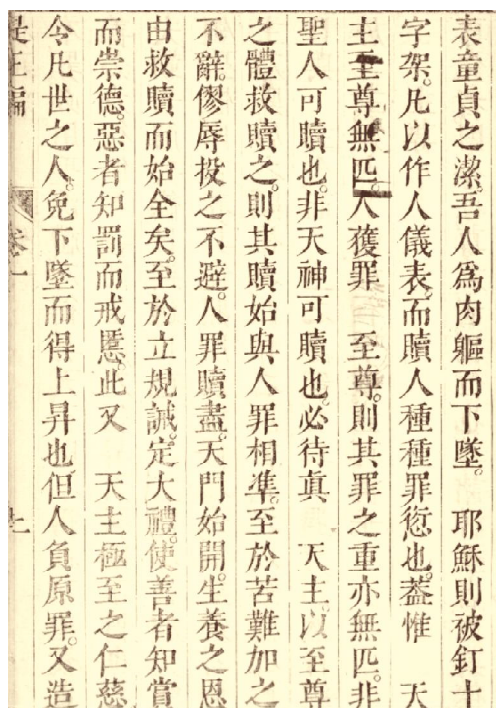 表童貞之潔。吾人爲肉軀而下墜。　耶穌則被釘十
字架。凡以作人儀表。而贖人種種罪愆也。蓋惟　天
主至尊無匹。人獲罪　至尊。則其罪之重亦無匹。非
聖人可贖也。非天神可贖也。必待眞　天主。以至尊
之體救贖之。則其贖始與人罪相準。至於苦難加之
不辭。僇辱投之不避。人罪贖盡。天門始開。生養之恩
由救贖而始全矣。至於立規誡。定大禮。使善者知賞
而崇德。惡者知罰而戒慝。此又　天主極至之仁慈
令凡世之人。免下墜而得上昇也。但人負原罪。又造